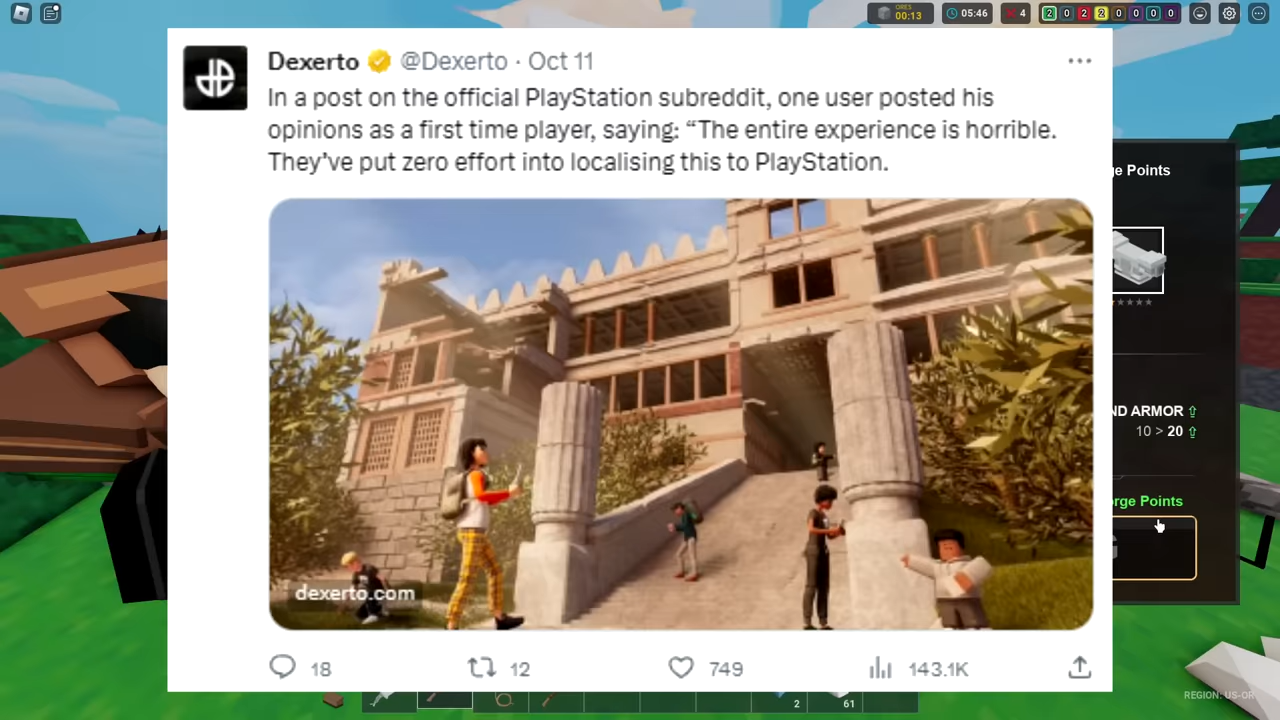 ORES
00:13
05:46
4
2 0 2 2 0 0 0 0
Dexerto @Dexerto · Oct 11
In a post on the official PlayStation subreddit, one user posted his
opinions as a first time player, saying: “The entire experience is horrible.
They’ve put zero effort into localising this to PlayStation.
dexerto.com
18 12 749 143.1K
ge Points
ND ARMOR
10 > 20
orge Points
2 61
REGION: US-OR